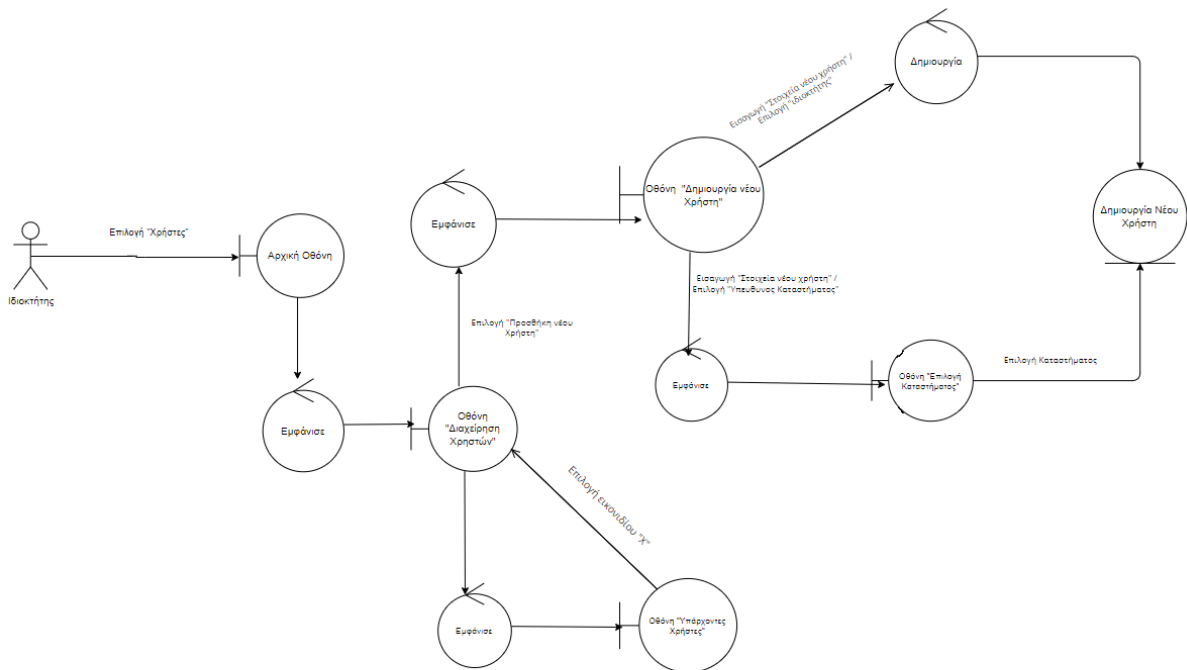 Δημιουργία
Εισαγωγή "Στοιχεία νέου χρήστη" /
Επιλογή "ιδιοκτήτης"
Οθόνη "Δημιουργία νέου
Χρήστη"
Εμφάνισε
Δημιουργία Νέου
Χρήστη
Επιλογή "Χρήστες"
Αρχική Οθόνη
Ιδιοκτήτης
Εισαγωγή "Στοιχεία νέου χρήστη" /
Επιλογή "Υπευθυνος Καταστήματος"
Επιλογή "Προσθήκη νέου
Χρήστη"
Εμφάνισε
Οθόνη "Επιλογή
Καταστήματος"
Επιλογή Καταστήματος
Εμφάνισε
Οθόνη
"Διαχείρηση
Χρηστών"
Επιλογή εικονιδίου "Χ"
Εμφάνισε
Οθόνη "Υπάρχοντες
Χρήστες"